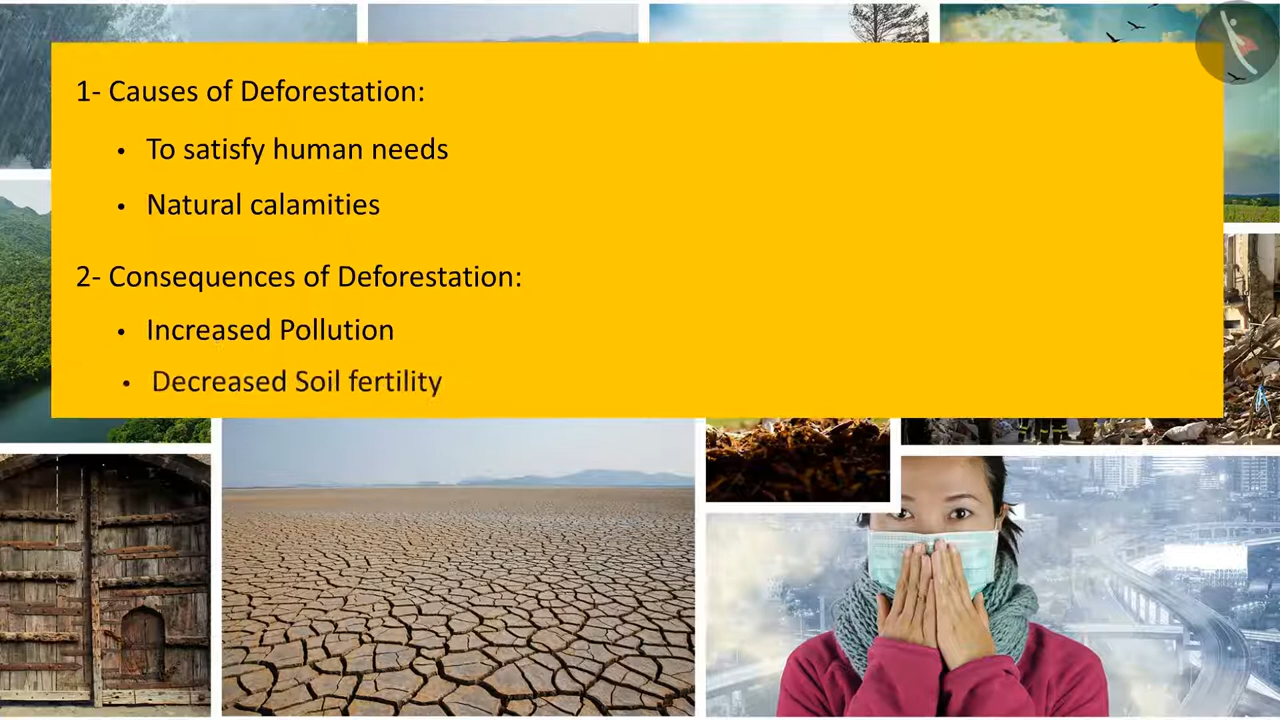 1- Causes of Deforestation:
• To satisfy human needs
• Natural calamities
2- Consequences of Deforestation:
• Increased Pollution
• Decreased Soil fertility